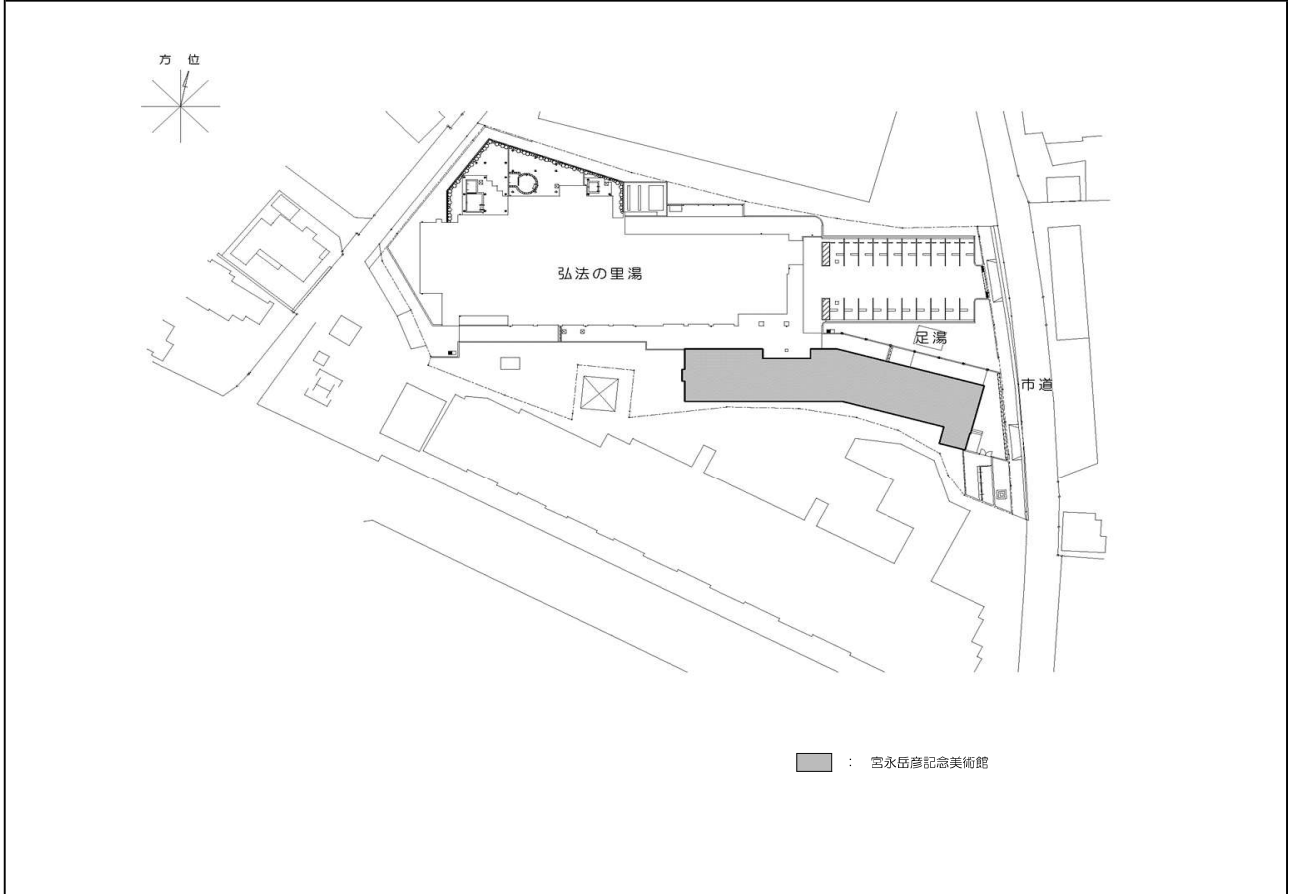 方 位
弘法の里湯
足湯
市道
： 宮永岳彦記念美術館